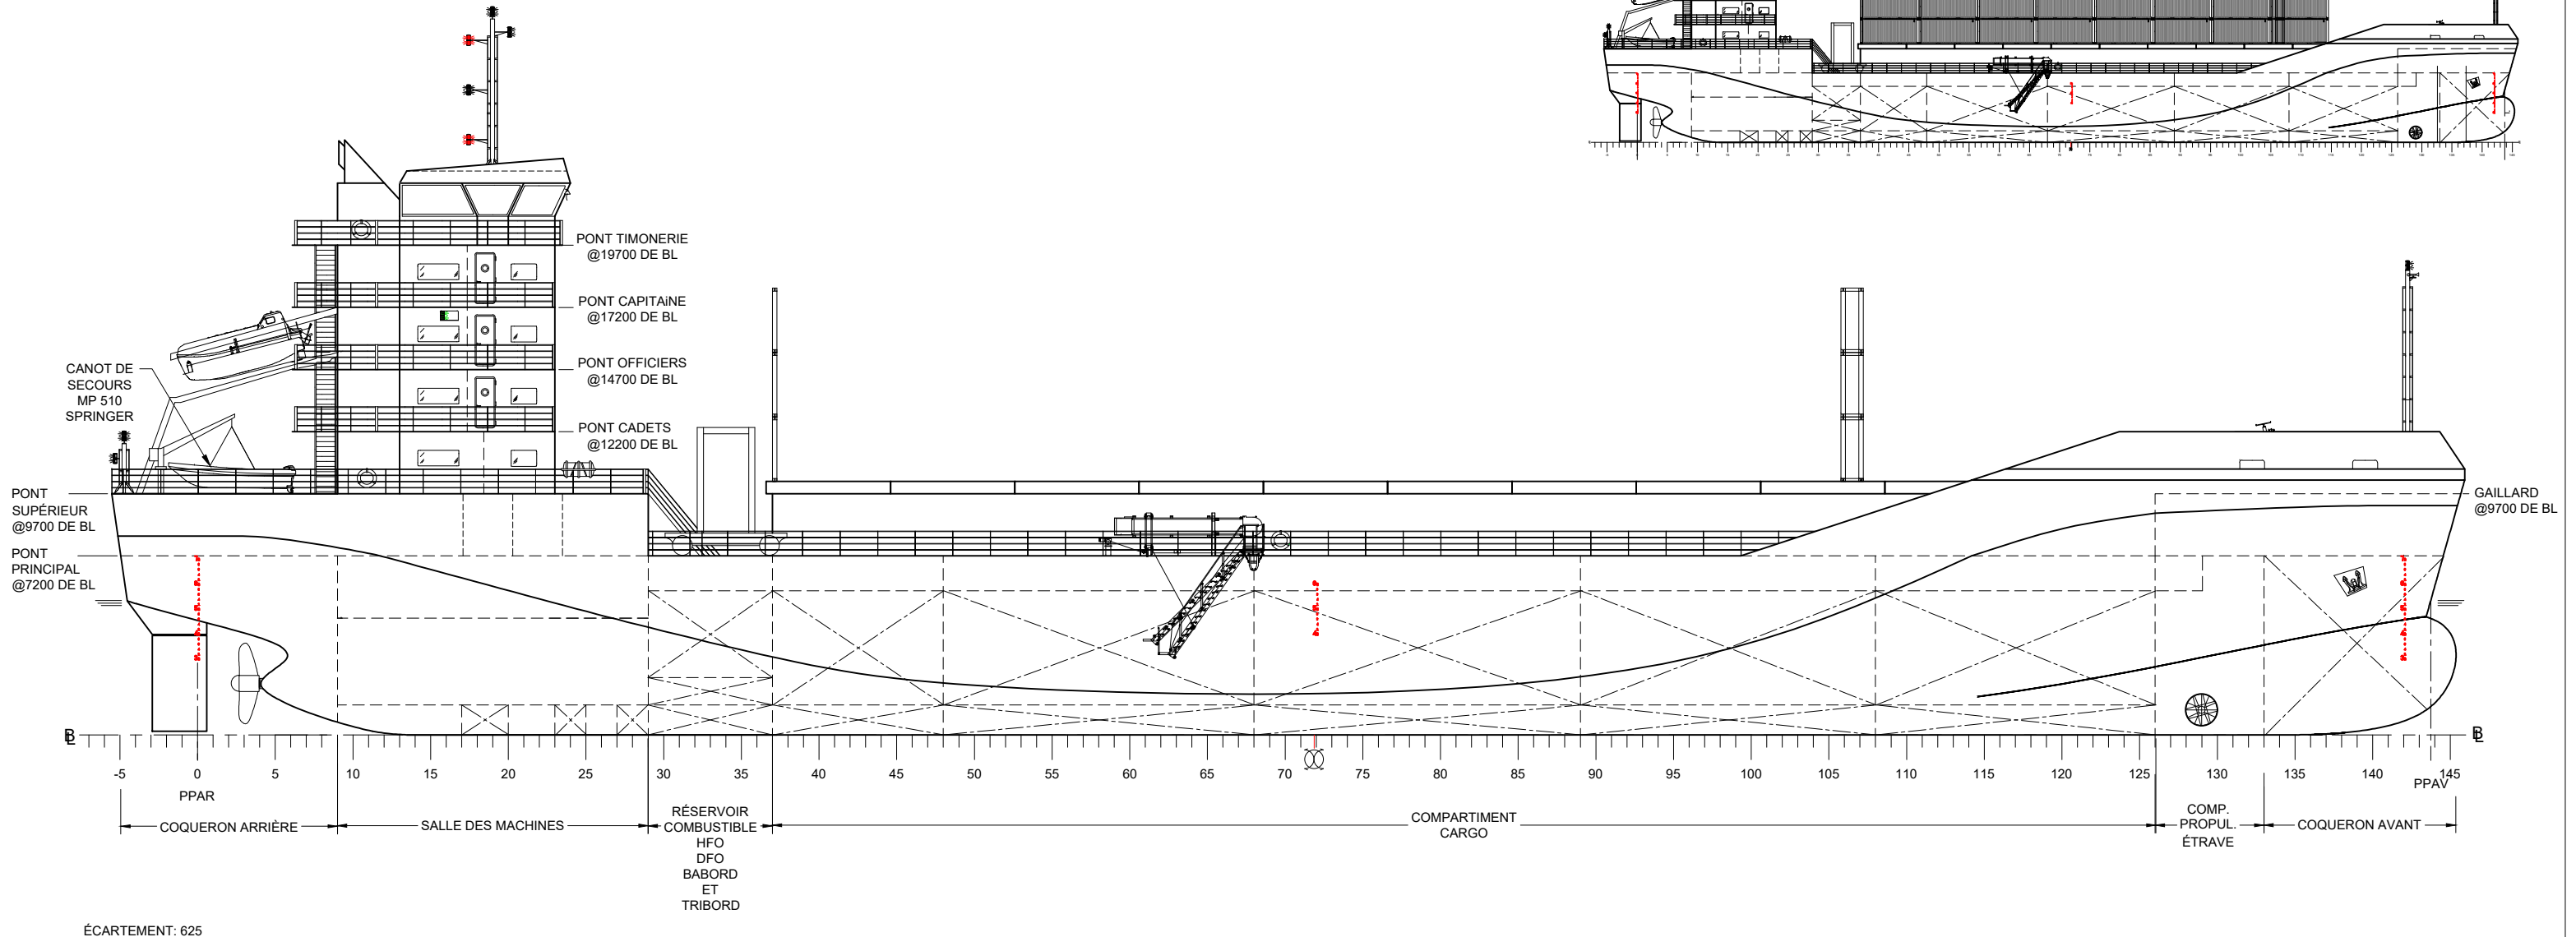 PONT TIMONERIE
@19700 DE BL
PONT CAPITAiNE
@17200 DE BL
PONT OFFICIERS
@14700 DE BL
PONT CADETS
@12200 DE BL
CANOT DE
SECOURS
MP 510
SPRINGER
PONT
SUPÉRIEUR
@9700 DE BL
PONT
PRINCIPAL
@7200 DE BL
GAILLARD
@9700 DE BL
-5 0 5 10 15 20 25 30 35 40 45 50 55 60 65 70 75 80 85 90 95 100 105 110 115 120 125 130 135 140 145
PPAR
PPAV
COQUERON ARRIÈRE
SALLE DES MACHINES
RÉSERVOIR
COMBUSTIBLE
HFO
DFO
BABORD
ET
TRIBORD
COMPARTIMENT
CARGO
COMP.
PROPUL.
ÉTRAVE
COQUERON AVANT
ÉCARTEMENT: 625